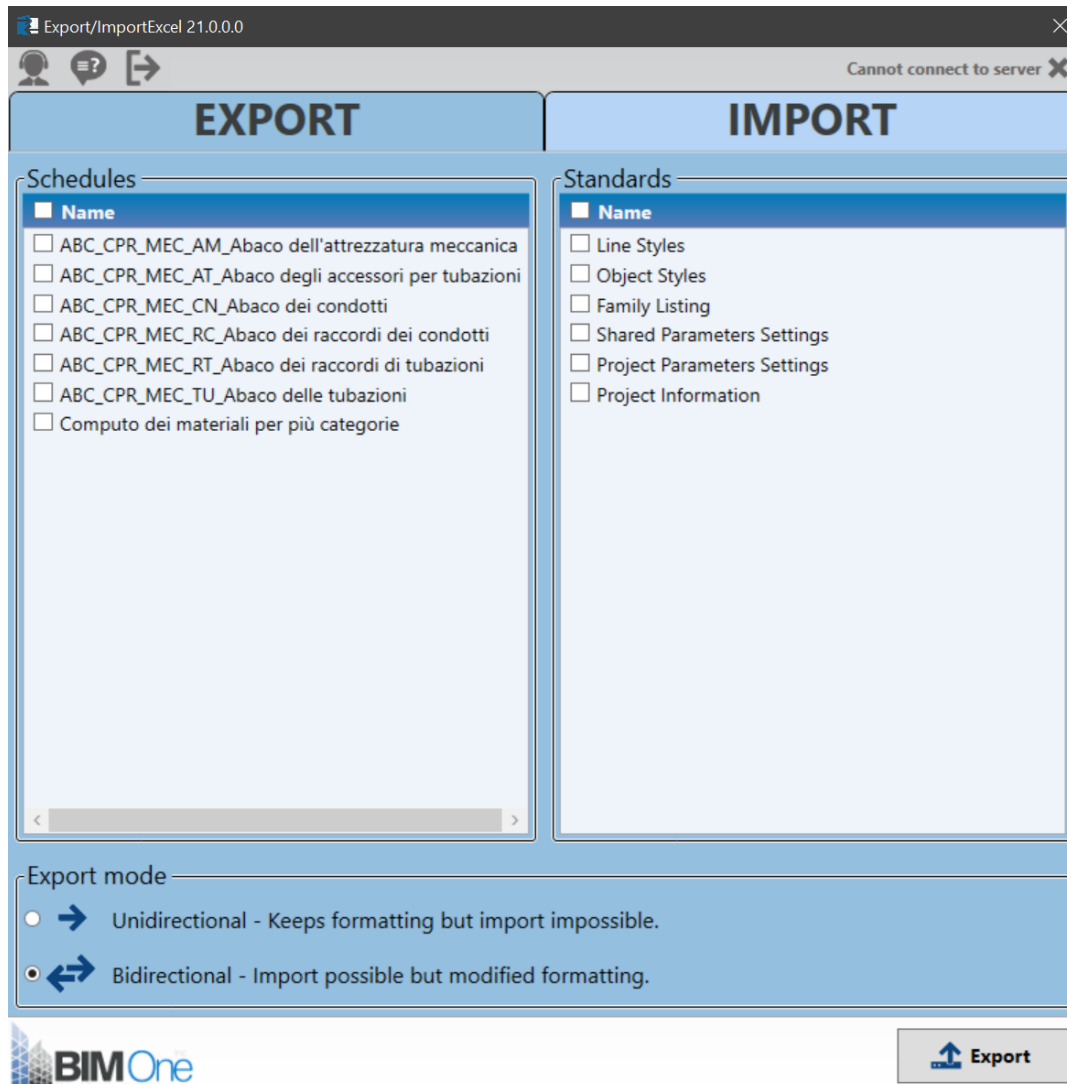 Export/ImportExcel 21.0.0.0
Cannot connect to server
EXPORT
IMPORT
Schedules
Name
ABC_CPR_MEC_AM_Abaco dell'attrezzatura meccanica
ABC_CPR_MEC_AT_Abaco degli accessori per tubazioni
ABC_CPR_MEC_CN_Abaco dei condotti
ABC_CPR_MEC_RC_Abaco dei raccordi dei condotti
ABC_CPR_MEC_RT_Abaco dei raccordi di tubazioni
ABC_CPR_MEC_TU_Abaco delle tubazioni
Computo dei materiali per più categorie
Standards
Name
Line Styles
Object Styles
Family Listing
Shared Parameters Settings
Project Parameters Settings
Project Information
Export mode
Unidirectional - Keeps formatting but import impossible.
Bidirectional - Import possible but modified formatting.
BIMOne
Export